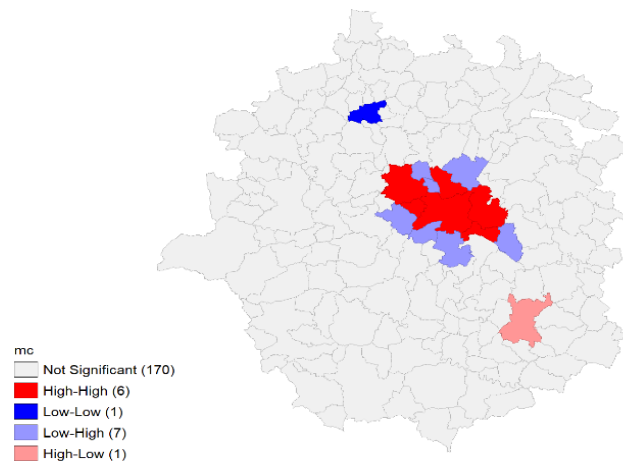 mc
Not Significant (170)
High-High (6)
Low-Low (1)
Low-High (7)
High-Low (1)